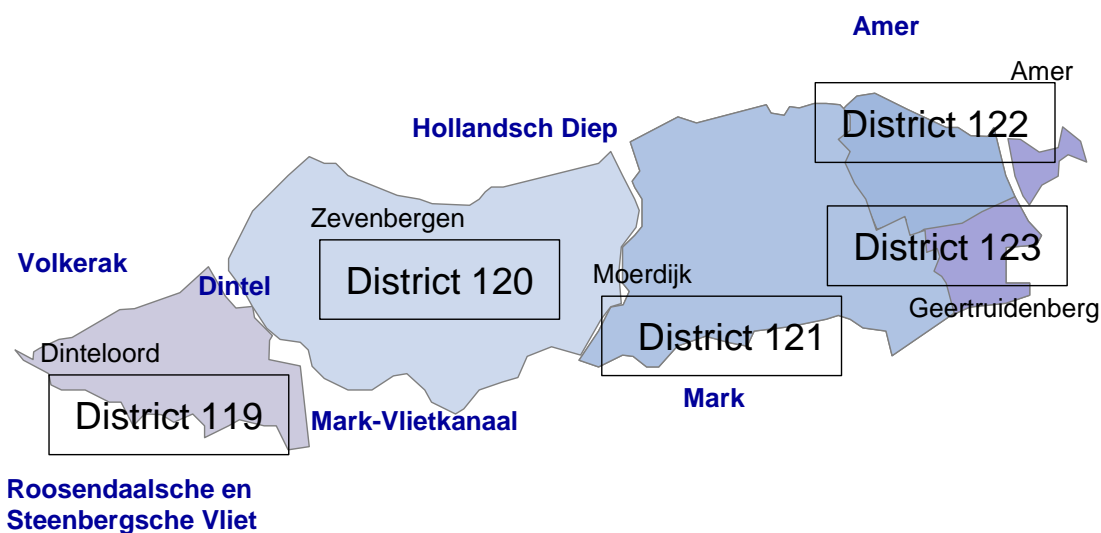 Amer
Amer
District 122
Hollandsch Diep
Zevenbergen
District 123
Volkerak
Dintel
District 120
Moerdijk
Geertruidenberg
Dinteloord
District 121
District 119
Mark
Mark-Vlietkanaal
Roosendaalsche en
Steenbergsche Vliet